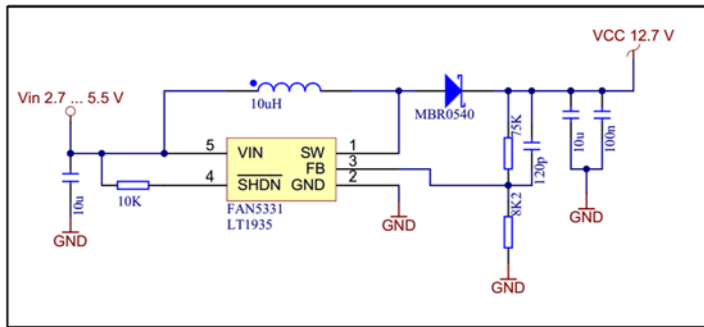 VCC 12.7 V
Vin 2.7 ... 5.5 V
10uH
MBR0540
75K
120p
10u
100n
5
VIN
SW
1
FB
3
4
SHDN
GND
2
10u
10K
8K2
FAN5331
LT1935
GND
GND
GND
GND